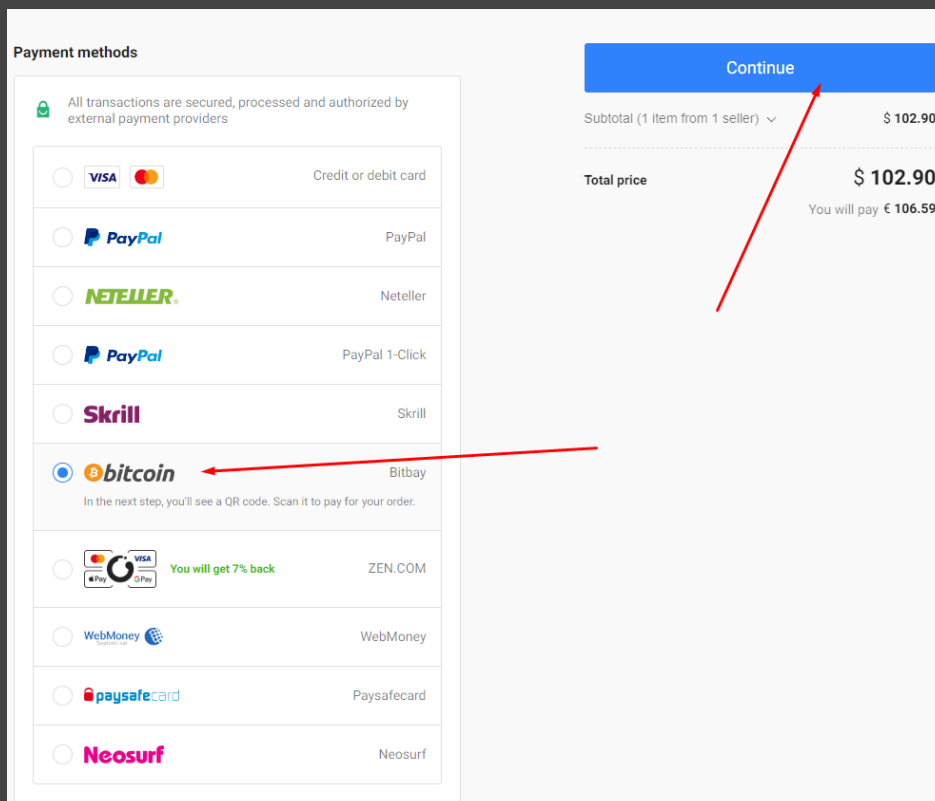 Payment methods
All transactions are secured, processed and authorized by
external payment providers
VISA
Credit or debit card
PayPal
PayPal
NETELLER®
Neteller
PayPal
PayPal 1-Click
Skrill
Skrill
bitcoin
Bitbay
In the next step, you'll see a QR code. Scan it to pay for your order.
VISA
Pay
G Pay
You will get 7% back
ZEN.COM
WebMoney
WebMoney
paysafecard
Paysafecard
Neosurf
Neosurf
Continue
Subtotal (1 item from 1 seller)
$ 102.90
Total price
$ 102.90
You will pay € 106.59